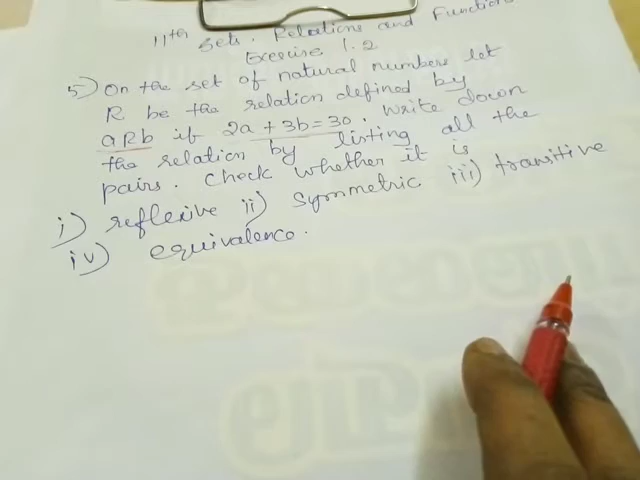 11th Sets, Relations and Function
Exercise 1.2
5) On the set of natural numbers let
R be the relation defined by
aRb if 2a + 3b = 30. Write down
the relation by listing all the
pairs. Check whether it is
i) reflexive ii) Symmetric iii) transitive
iv) equivalence.